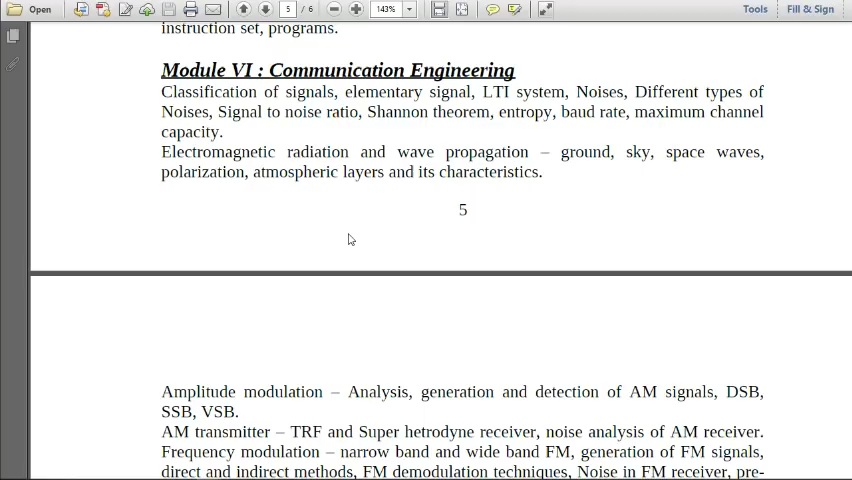 Open
5
/ 6
143%
Tools
Fill & Sign
instruction set, programs.
Module VI : Communication Engineering
Classification of signals, elementary signal, LTI system, Noises, Different types of
Noises, Signal to noise ratio, Shannon theorem, entropy, baud rate, maximum channel
capacity.
Electromagnetic radiation and wave propagation – ground, sky, space waves,
polarization, atmospheric layers and its characteristics.
5
Amplitude modulation – Analysis, generation and detection of AM signals, DSB,
SSB, VSB.
AM transmitter – TRF and Super hetrodyne receiver, noise analysis of AM receiver.
Frequency modulation – narrow band and wide band FM, generation of FM signals,
direct and indirect methods, FM demodulation techniques, Noise in FM receiver, pre-